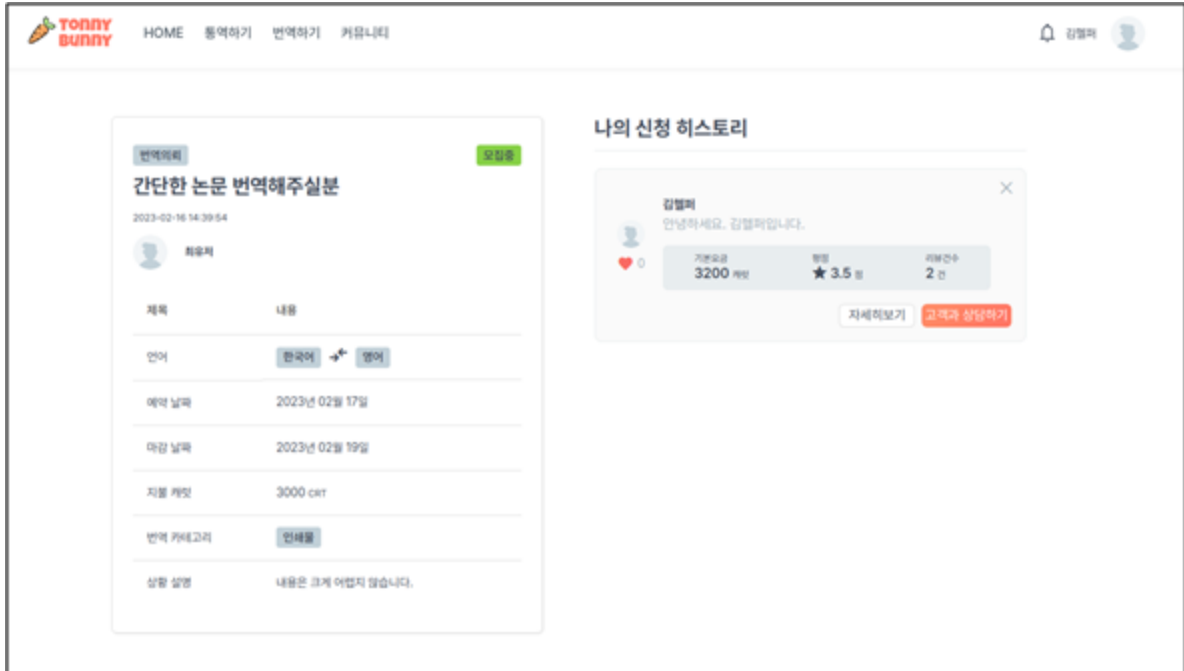 TONNY
BUNNY
HOME 통역하기 번역하기 커뮤니티
김헬퍼
번역의뢰
모집중
간단한 논문 번역해주실분
2023-02-16 14:39:54
최유저
제목 내용
언어 한국어 영어
예약 날짜 2023년 02월 17일
마감 날짜 2023년 02월 19일
지불 캐럿 3000 CRT
번역 카테고리 인쇄물
상황 설명 내용은 크게 어렵지 않습니다.
나의 신청 히스토리
김헬퍼
안녕하세요. 김헬퍼입니다.
0
기본요금 평점 리뷰건수
3200 캐럿 3.5 점 2 건
자세히보기 고객과 상담하기